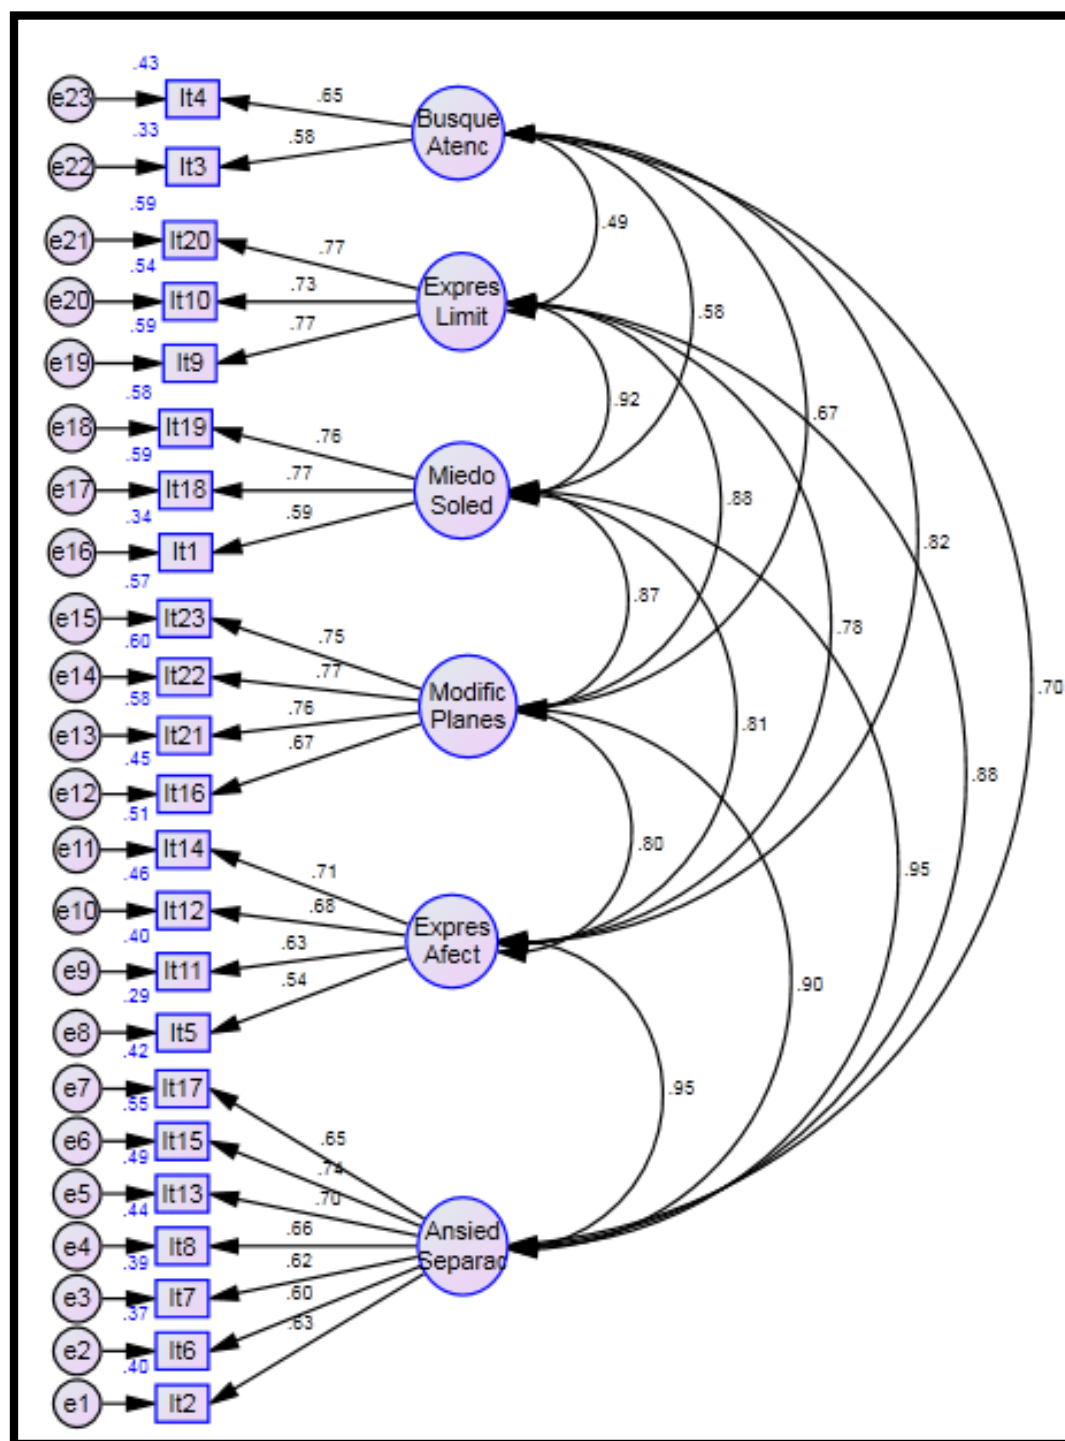 .43
e23 It4 .65 Busque
Atenc
.33
e22 It3 .58
.59
e21 It20 .77 .49
.54
e20 It10 .73 Expres
Limit .58
.59
e19 It9 .77
.58
e18 It19 .76 .92 .67
.59
e17 It18 .77 Miedo
Soled .88
.34
e16 It1 .59 .82
.57
e15 It23 .75 .87 .78
.60
e14 It22 .77 Modific
Planes .70
.58
e13 It21 .76 .81
.45
e12 It16 .67 .88
.51
e11 It14 .71 .80 .95
.46
e10 It12 .68 Expres
Afect
.40
e9 It11 .63 .90
.29
e8 It5 .54
.42
e7 It17 .65 .95
.55
e6 It15 .74
.49
e5 It13 .70
.44
e4 It8 .66 Ansied
Separac
.39
e3 It7 .62
.37
e2 It6 .60
.40
e1 It2 .63